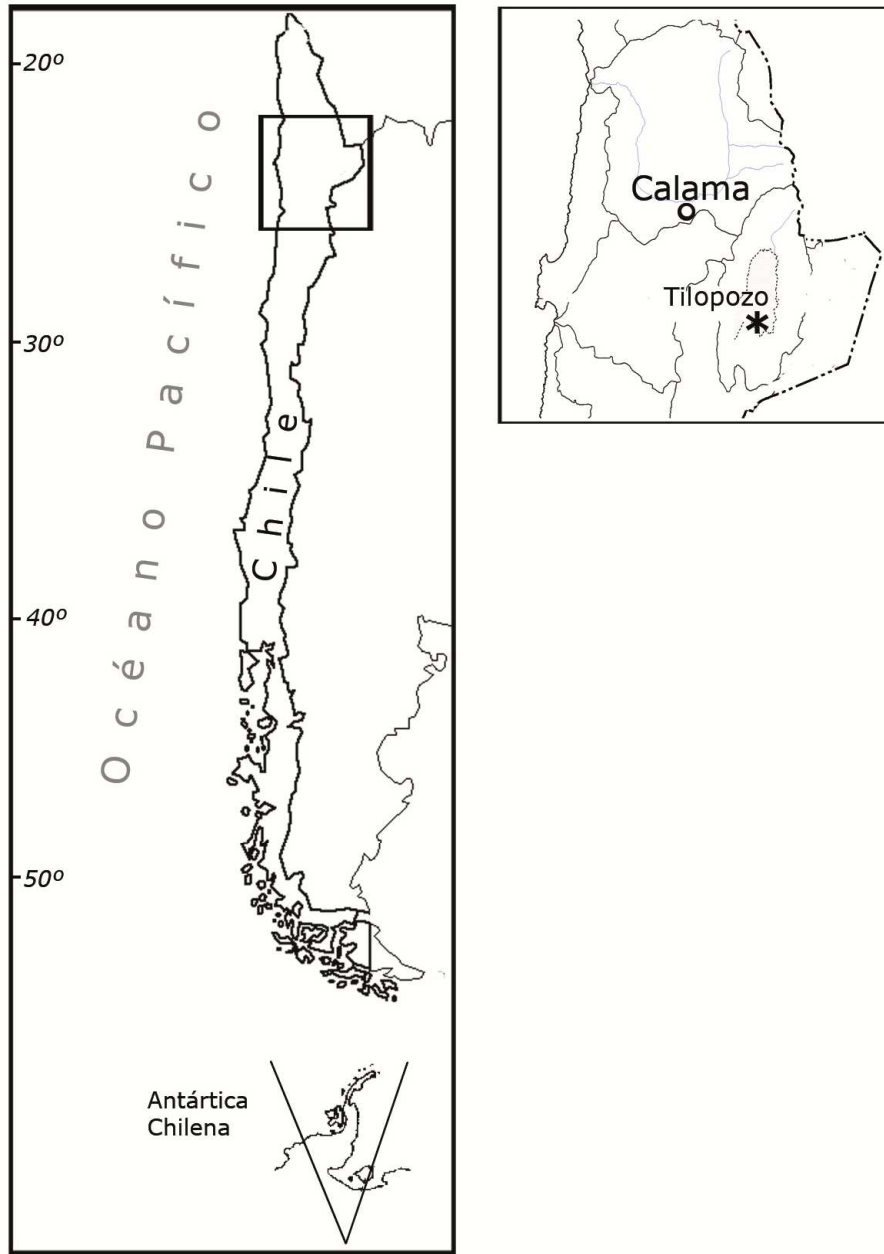 20º
30º
40º
50º
Océano Pacífico
Chile
Antártica
Chilena
Calama
Tilopozo